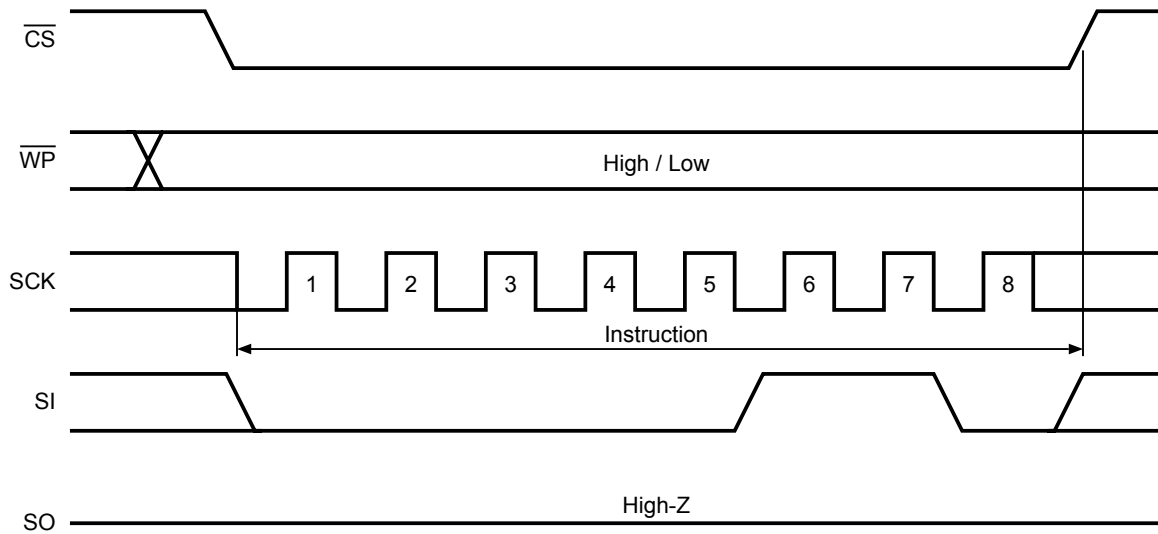 CS
WP
High / Low
SCK
1 2 3 4 5 6 7 8
Instruction
SI
High-Z
SO